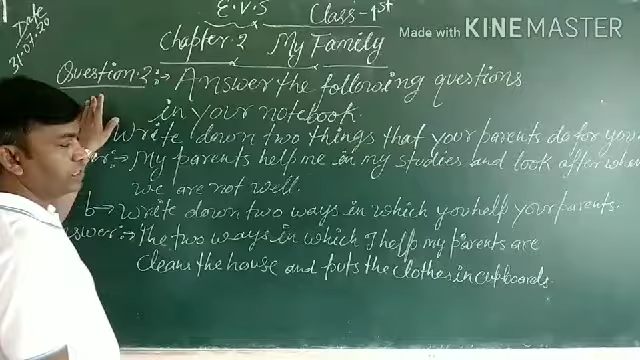 Date
31-07-20
E.V.S Class-1st
Made with KINEMASTER
Chapter.2 My Family
Question.2:→ Answer the following questions
in your notebook.
Write down two things that your parents do for you.
My parents help me in my studies and look after when
we are not well.
b→ Write down two ways in which you help your parents.
The two ways in which I help my parents are
Cleans the house and puts the clothes in cupboards.